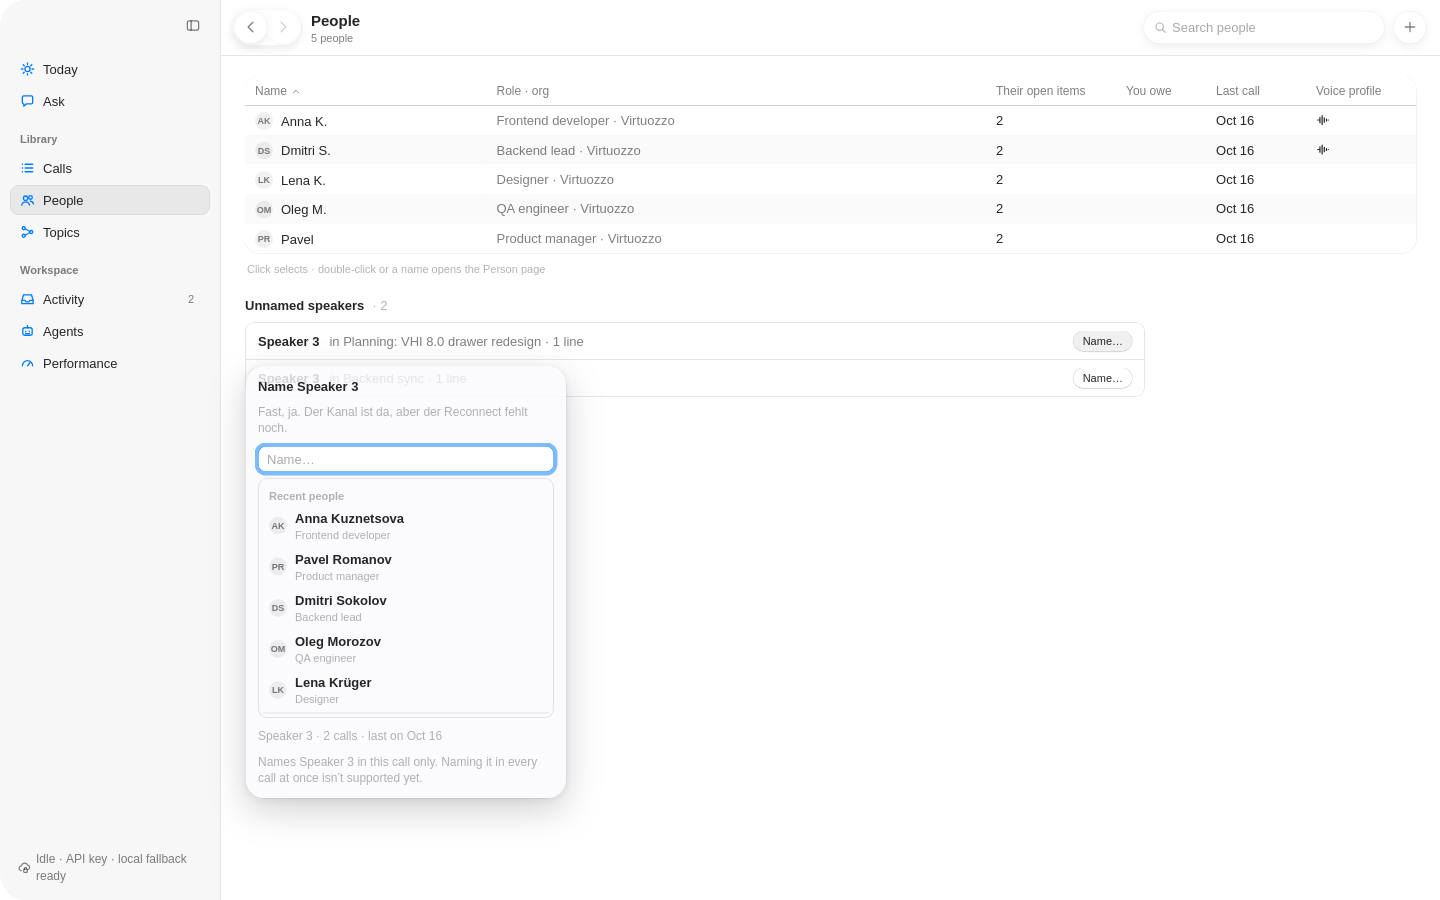 People
5 people
Search people
Today
Ask
Library
Calls
People
Topics
Workspace
Activity 2
Agents
Performance
Idle · API key · local fallback
ready
Name Role · org Their open items You owe Last call Voice profile
AK Anna K. Frontend developer · Virtuozzo 2 Oct 16
DS Dmitri S. Backend lead · Virtuozzo 2 Oct 16
LK Lena K. Designer · Virtuozzo 2 Oct 16
OM Oleg M. QA engineer · Virtuozzo 2 Oct 16
PR Pavel Product manager · Virtuozzo 2 Oct 16
Click selects · double-click or a name opens the Person page
Unnamed speakers · 2
Speaker 3 in Planning: VHI 8.0 drawer redesign · 1 line Name…
Speaker 3 in Backend sync · 1 line Name…
Name Speaker 3
Fast, ja. Der Kanal ist da, aber der Reconnect fehlt
noch.
Name…
Recent people
AK Anna Kuznetsova
Frontend developer
PR Pavel Romanov
Product manager
DS Dmitri Sokolov
Backend lead
OM Oleg Morozov
QA engineer
LK Lena Krüger
Designer
Speaker 3 · 2 calls · last on Oct 16
Names Speaker 3 in this call only. Naming it in every
call at once isn’t supported yet.